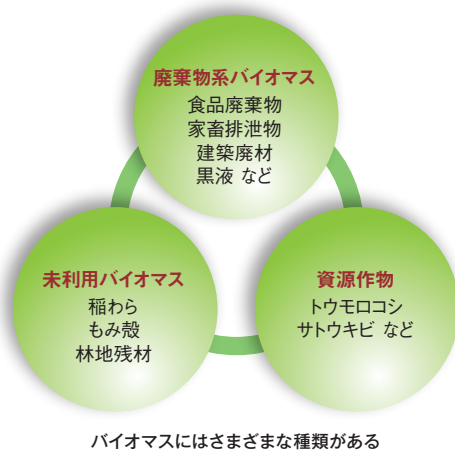 廃棄物系バイオマス
食品廃棄物
家畜排泄物
建築廃材
黒液 など
未利用バイオマス
稲わら
もみ殻
林地残材
資源作物
トウモロコシ
サトウキビ など
バイオマスにはさまざまな種類がある